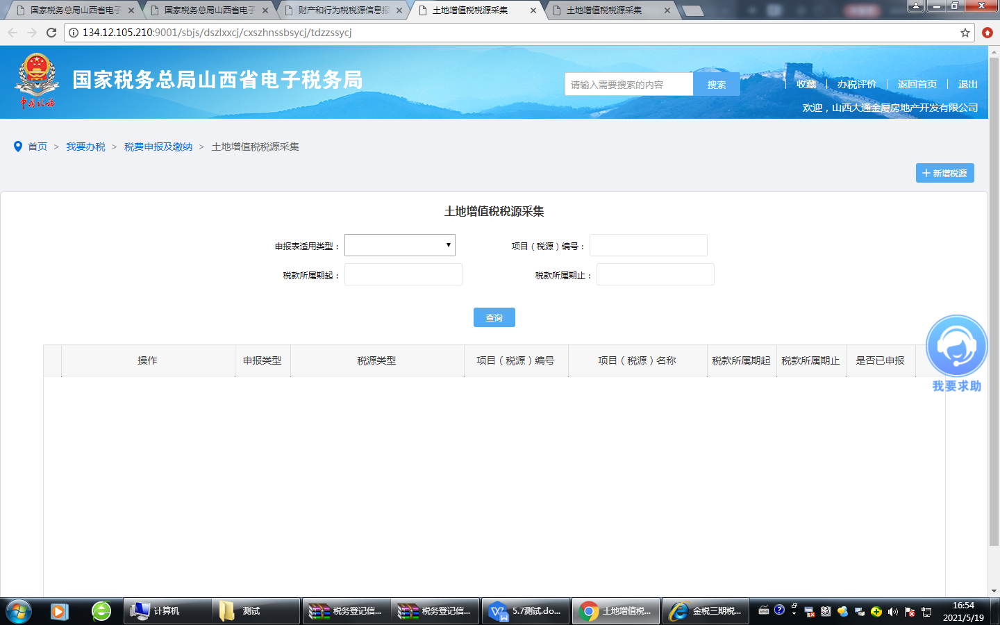 国家税务总局山西省电子
国家税务总局山西省电子
财产和行为税税源信息报
土地增值税税源采集
土地增值税税源采集
134.12.105.210:9001/sbjs/dszlxxcj/cxszhnssbsycj/tdzzssycj
中国税务
国家税务总局山西省电子税务局
请输入需要搜索的内容
搜索
收藏
办税评价
返回首页
退出
欢迎，山西大通金厦房地产开发有限公司
首页 > 我要办税 > 税费申报及缴纳 > 土地增值税税源采集
新增税源
土地增值税税源采集
申报表适用类型：
项目（税源）编号：
税款所属期起：
税款所属期止：
查询
操作 申报类型 税源类型 项目（税源）编号 项目（税源）名称 税款所属期起 税款所属期止 是否已申报
我要求助
计算机
测试
税务登记信...
税务登记信...
5.7测试.do...
土地增值税...
金税三期税...
16:54
2021/5/19